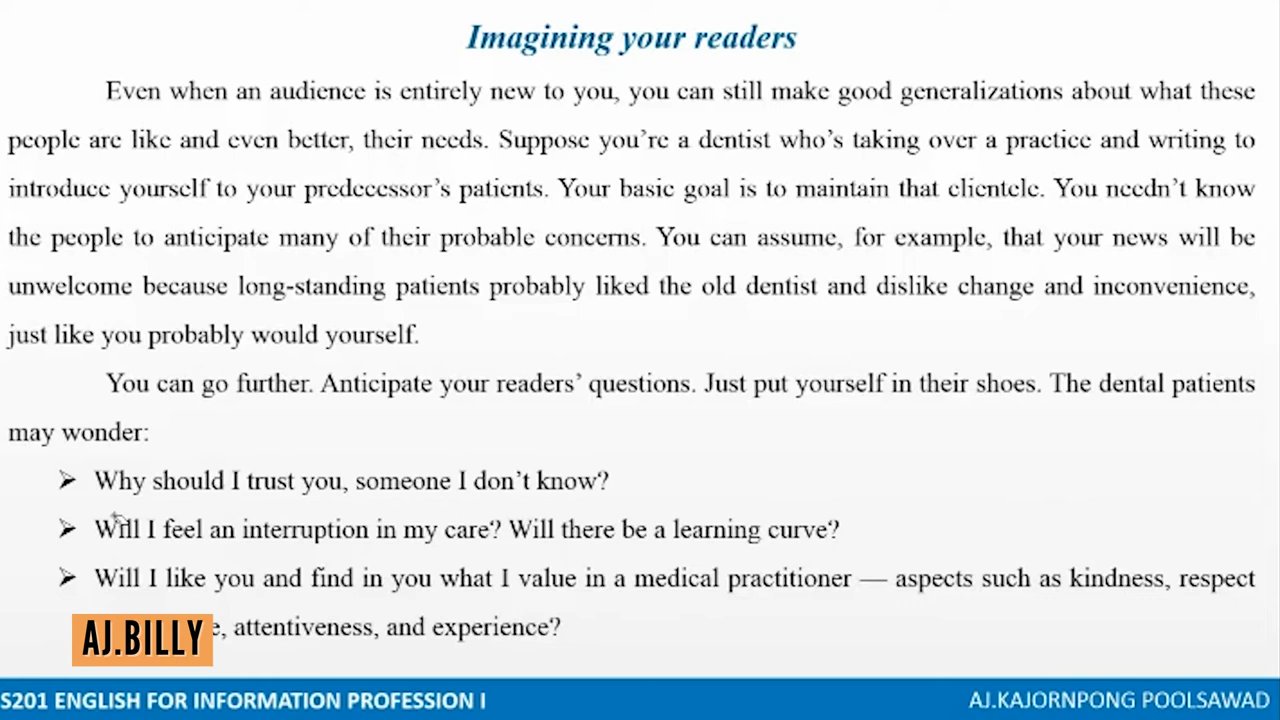 Imagining your readers
Even when an audience is entirely new to you, you can still make good generalizations about what these
people are like and even better, their needs. Suppose you're a dentist who's taking over a practice and writing to
introduce yourself to your predecessor's patients. Your basic goal is to maintain that clientele. You needn't know
the people to anticipate many of their probable concerns. You can assume, for example, that your news will be
unwelcome because long-standing patients probably liked the old dentist and dislike change and inconvenience,
just like you probably would yourself.
You can go further. Anticipate your readers' questions. Just put yourself in their shoes. The dental patients
may wonder:
➢ Why should I trust you, someone I don't know?
➢ Will I feel an interruption in my care? Will there be a learning curve?
➢ Will I like you and find in you what I value in a medical practitioner — aspects such as kindness, respect
attentiveness, and experience?
AJ.BILLY
S201 ENGLISH FOR INFORMATION PROFESSION I
AJ.KAJORNPONG POOLSAWAD